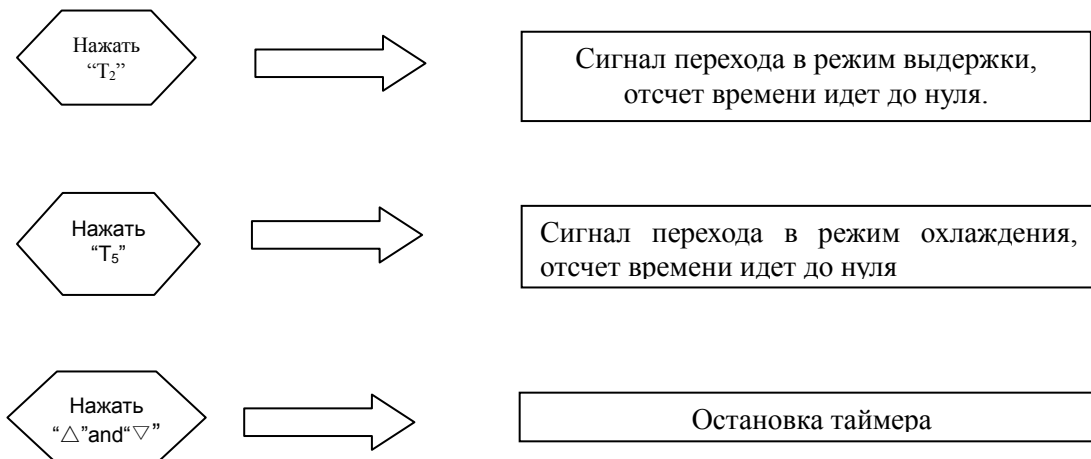 Нажать
“T₂”
Сигнал перехода в режим выдержки,
отсчет времени идет до нуля.
Нажать
“T₅”
Сигнал перехода в режим охлаждения,
отсчет времени идет до нуля
Нажать
“△”and“▽”
Остановка таймера